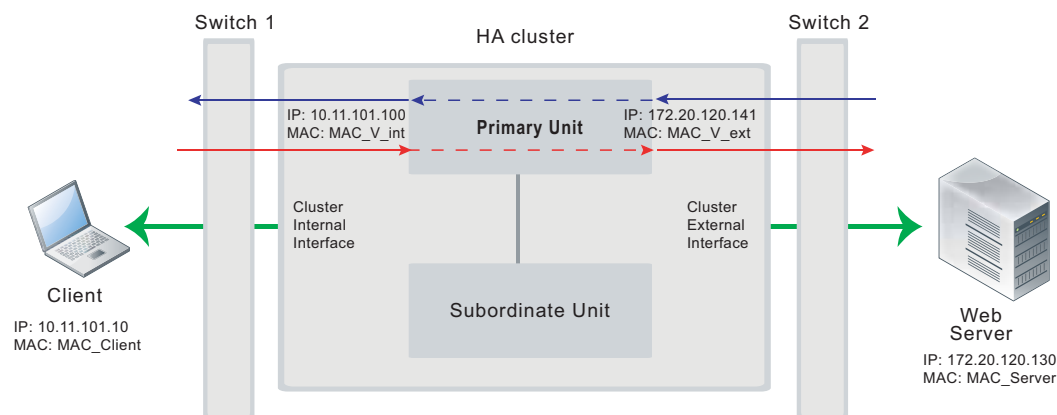 Switch 1
HA cluster
Switch 2
IP: 10.11.101.100
MAC: MAC_V_int
Primary Unit
IP: 172.20.120.141
MAC: MAC_V_ext
Cluster
Internal
Interface
Cluster
External
Interface
Subordinate Unit
Client
IP: 10.11.101.10
MAC: MAC_Client
Web
Server
IP: 172.20.120.130
MAC: MAC_Server